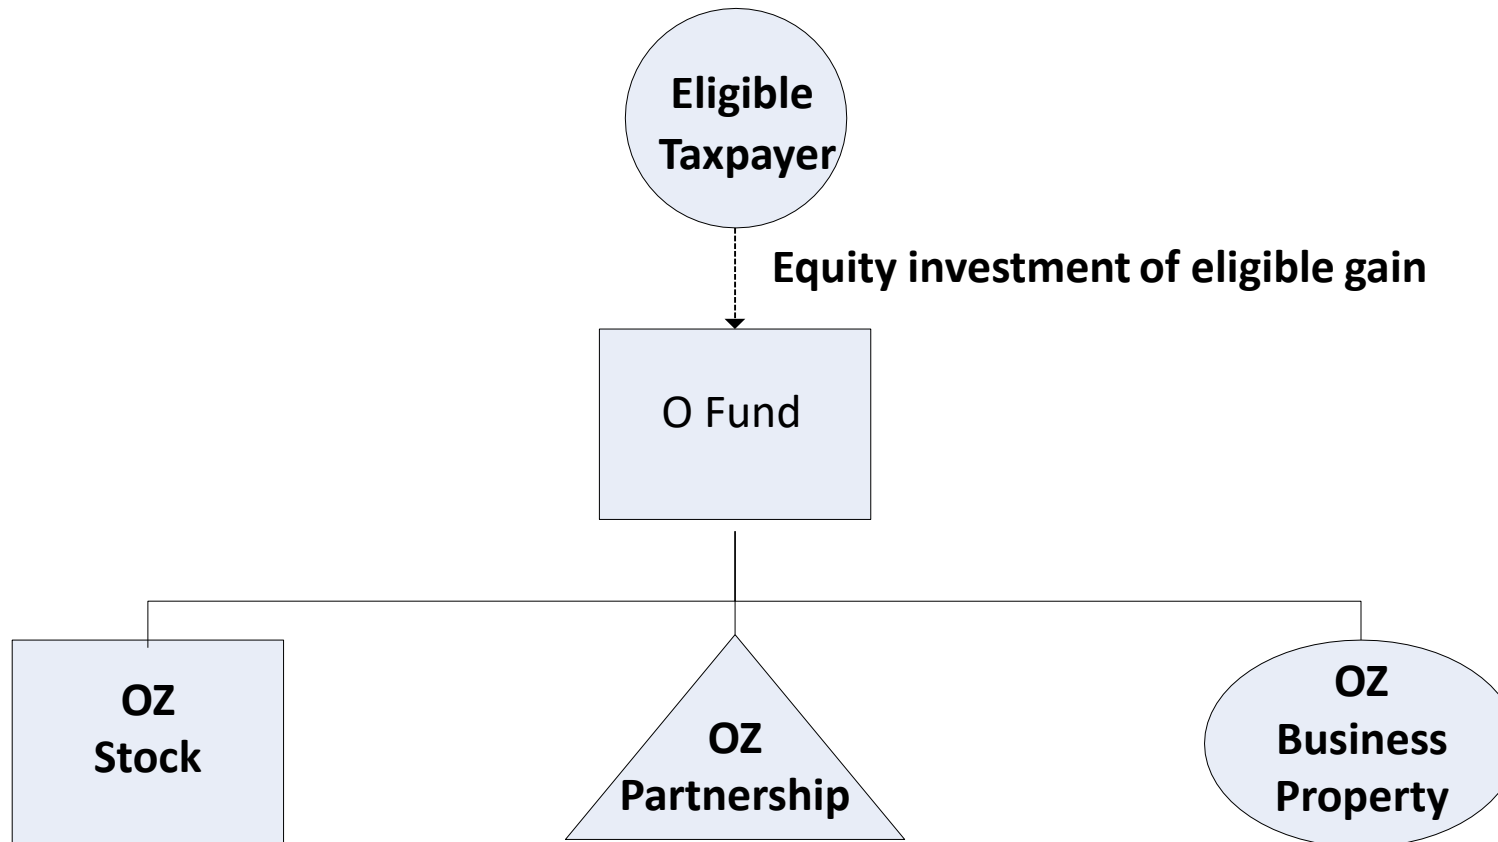 Eligible
Taxpayer
Equity investment of eligible gain
O Fund
OZ
Stock
OZ
Partnership
OZ
Business
Property